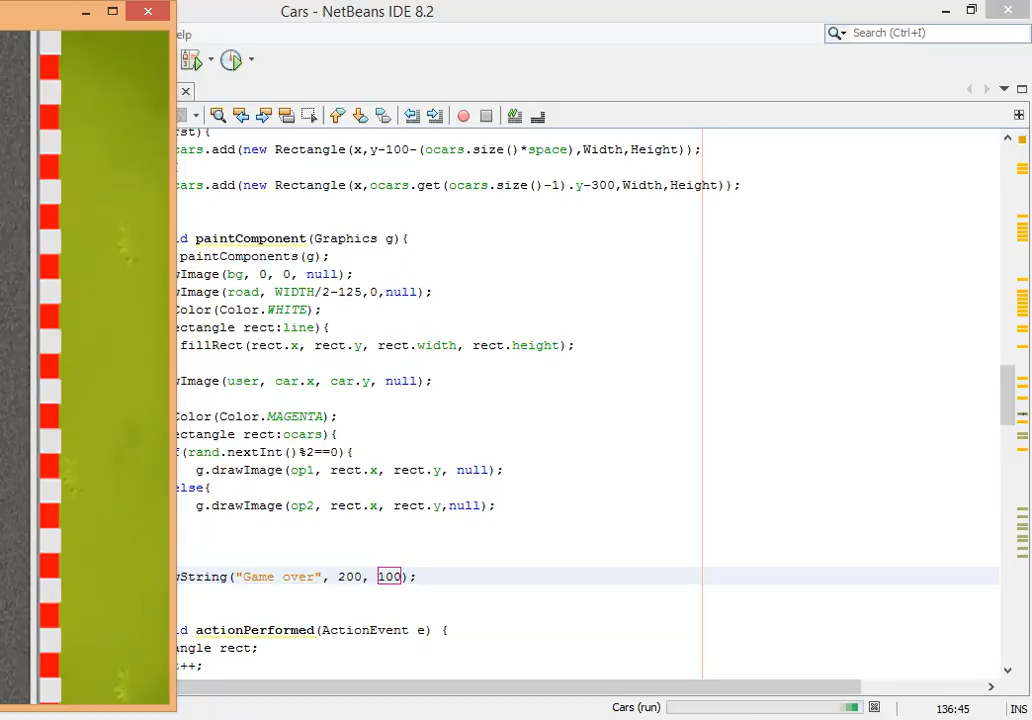 Cars - NetBeans IDE 8.2
elp
Search (Ctrl+I)
rst){
cars.add(new Rectangle(x,y-100-(ocars.size()*space),Width,Height));
cars.add(new Rectangle(x,ocars.get(ocars.size()-1).y-300,Width,Height));
id paintComponent(Graphics g){
paintComponents(g);
wImage(bg, 0, 0, null);
wImage(road, WIDTH/2-125,0,null);
Color(Color.WHITE);
ectangle rect:line){
fillRect(rect.x, rect.y, rect.width, rect.height);
wImage(user, car.x, car.y, null);
Color(Color.MAGENTA);
ectangle rect:ocars){
f(rand.nextInt()%2==0){
g.drawImage(op1, rect.x, rect.y, null);
else{
g.drawImage(op2, rect.x, rect.y,null);
wString("Game over", 200, 100);
id actionPerformed(ActionEvent e) {
angle rect;
t++;
Cars (run)
136:45
INS